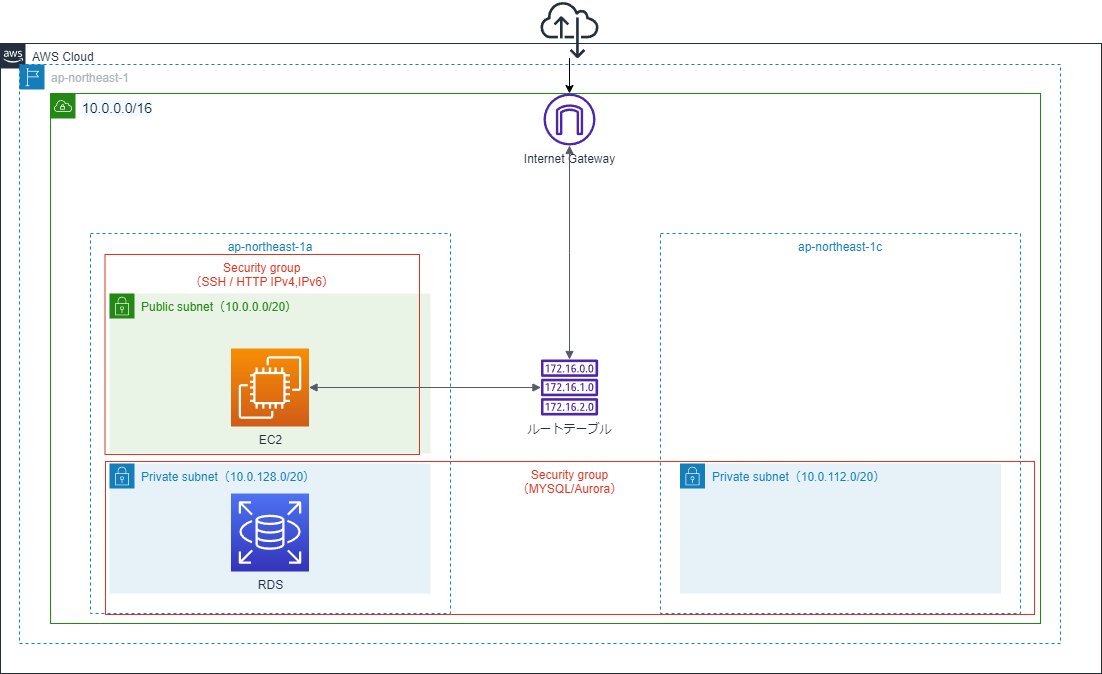 aws
AWS Cloud
ap-northeast-1
10.0.0.0/16
Internet Gateway
ap-northeast-1a
ap-northeast-1c
Security group
（SSH / HTTP IPv4,IPv6）
Public subnet（10.0.0.0/20）
EC2
172.16.0.0
172.16.1.0
172.16.2.0
ルートテーブル
Private subnet（10.0.128.0/20）
Security group
（MYSQL/Aurora）
Private subnet（10.0.112.0/20）
RDS